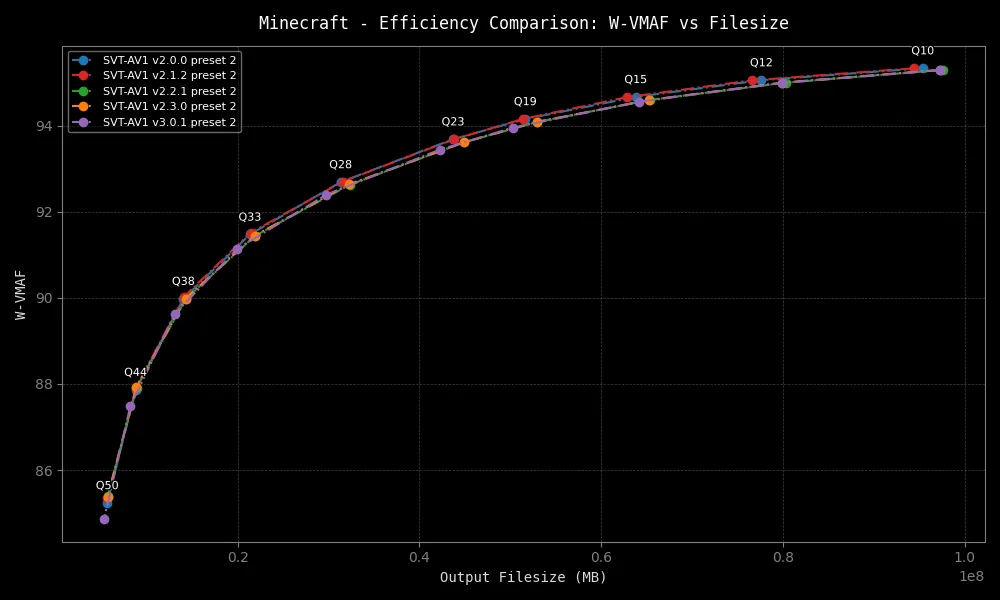 Minecraft - Efficiency Comparison: W-VMAF vs Filesize
SVT-AV1 v2.0.0 preset 2
SVT-AV1 v2.1.2 preset 2
SVT-AV1 v2.2.1 preset 2
SVT-AV1 v2.3.0 preset 2
SVT-AV1 v3.0.1 preset 2
Q10
Q12
Q15
Q19
Q23
Q28
Q33
Q38
Q44
Q50
94
92
90
88
86
W-VMAF
0.2
0.4
0.6
0.8
1.0
1e8
Output Filesize (MB)